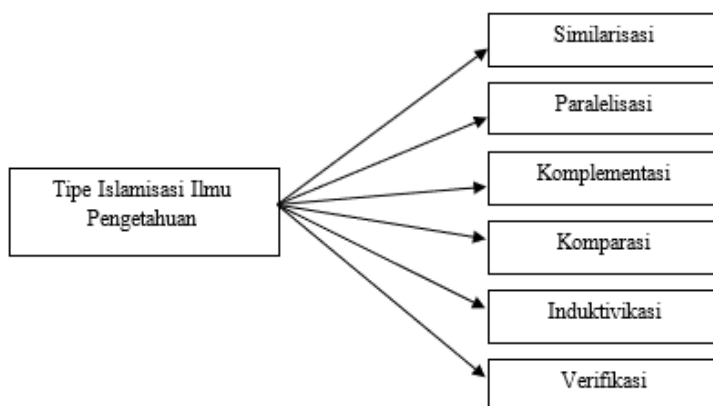 Similarisasi
Paralelisasi
Tipe Islamisasi Ilmu
Pengetahuan
Komplementasi
Komparasi
Induktivikasi
Verifikasi